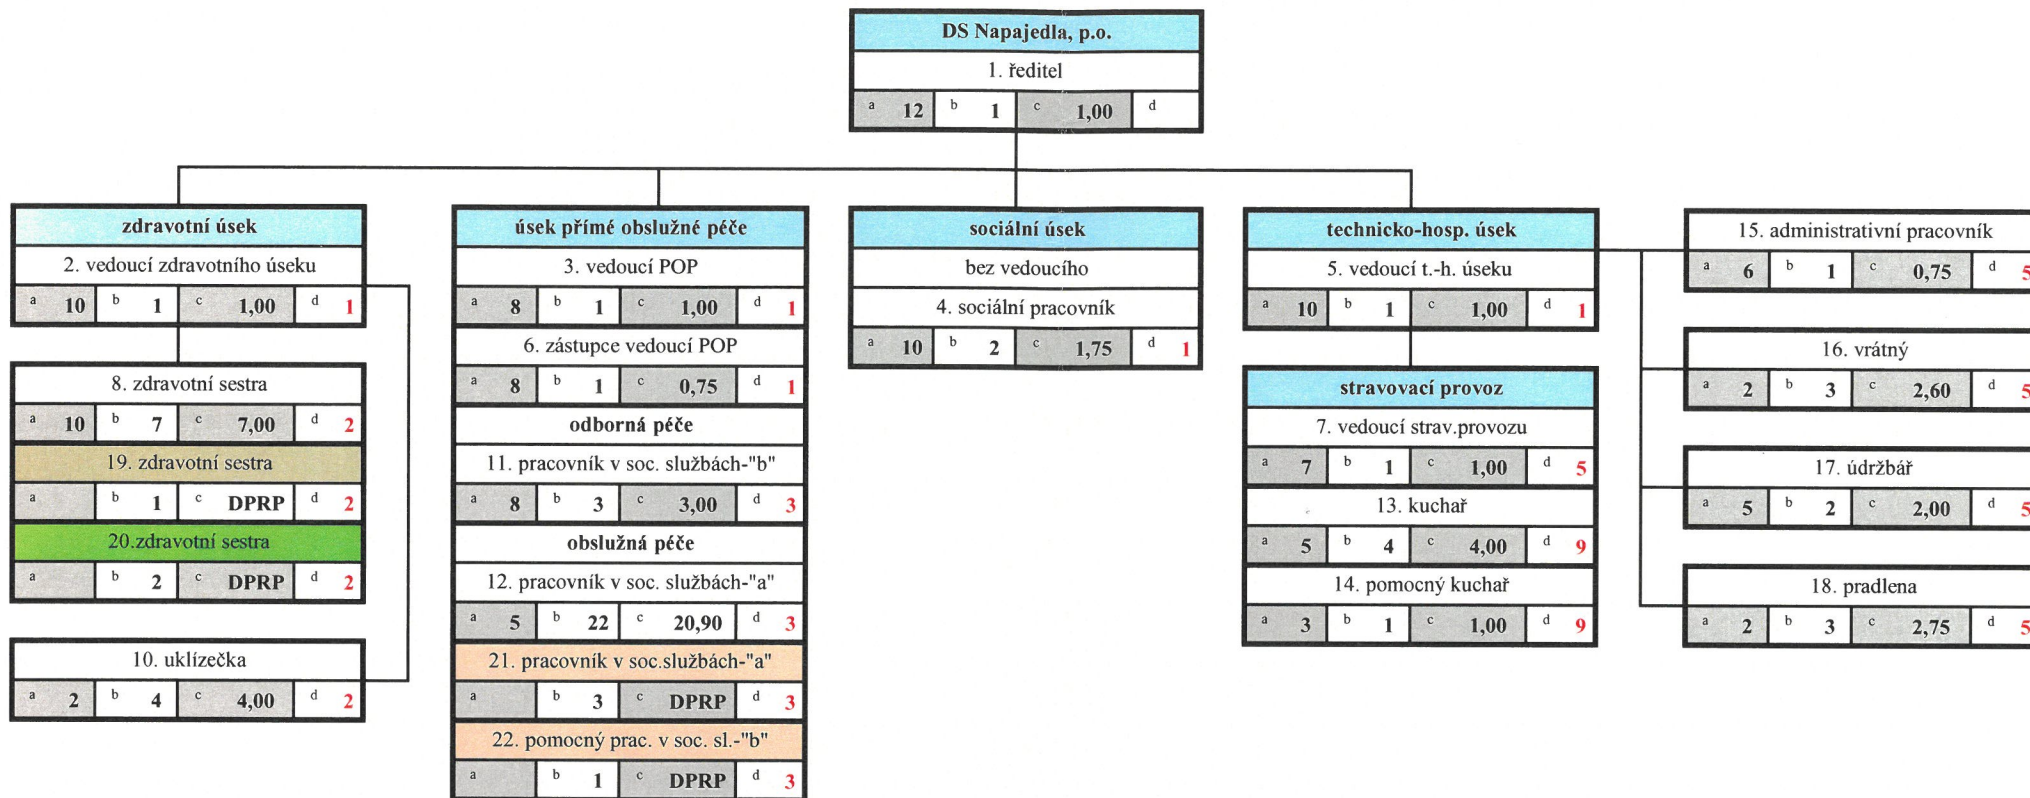 DS Napajedla, p.o.
1. ředitel
a 12 b 1 c 1,00 d
zdravotní úsek
2. vedoucí zdravotního úseku
a 10 b 1 c 1,00 d 1
8. zdravotní sestra
a 10 b 7 c 7,00 d 2
19. zdravotní sestra
a b 1 c DPRP d 2
20.zdravotní sestra
a b 2 c DPRP d 2
10. uklízečka
a 2 b 4 c 4,00 d 2
úsek přímé obslužné péče
3. vedoucí POP
a 8 b 1 c 1,00 d 1
6. zástupce vedoucí POP
a 8 b 1 c 0,75 d 1
odborná péče
11. pracovník v soc. službách-"b"
a 8 b 3 c 3,00 d 3
obslužná péče
12. pracovník v soc. službách-"a"
a 5 b 22 c 20,90 d 3
21. pracovník v soc.službách-"a"
a b 3 c DPRP d 3
22. pomocný prac. v soc. sl.-"b"
a b 1 c DPRP d 3
sociální úsek
bez vedoucího
4. sociální pracovník
a 10 b 2 c 1,75 d 1
technicko-hosp. úsek
5. vedoucí t.-h. úseku
a 10 b 1 c 1,00 d 1
stravovací provoz
7. vedoucí strav.provozu
a 7 b 1 c 1,00 d 5
13. kuchař
a 5 b 4 c 4,00 d 9
14. pomocný kuchař
a 3 b 1 c 1,00 d 9
15. administrativní pracovník
a 6 b 1 c 0,75 d 5
16. vrátný
a 2 b 3 c 2,60 d 5
17. údržbář
a 5 b 2 c 2,00 d 5
18. pradlena
a 2 b 3 c 2,75 d 5